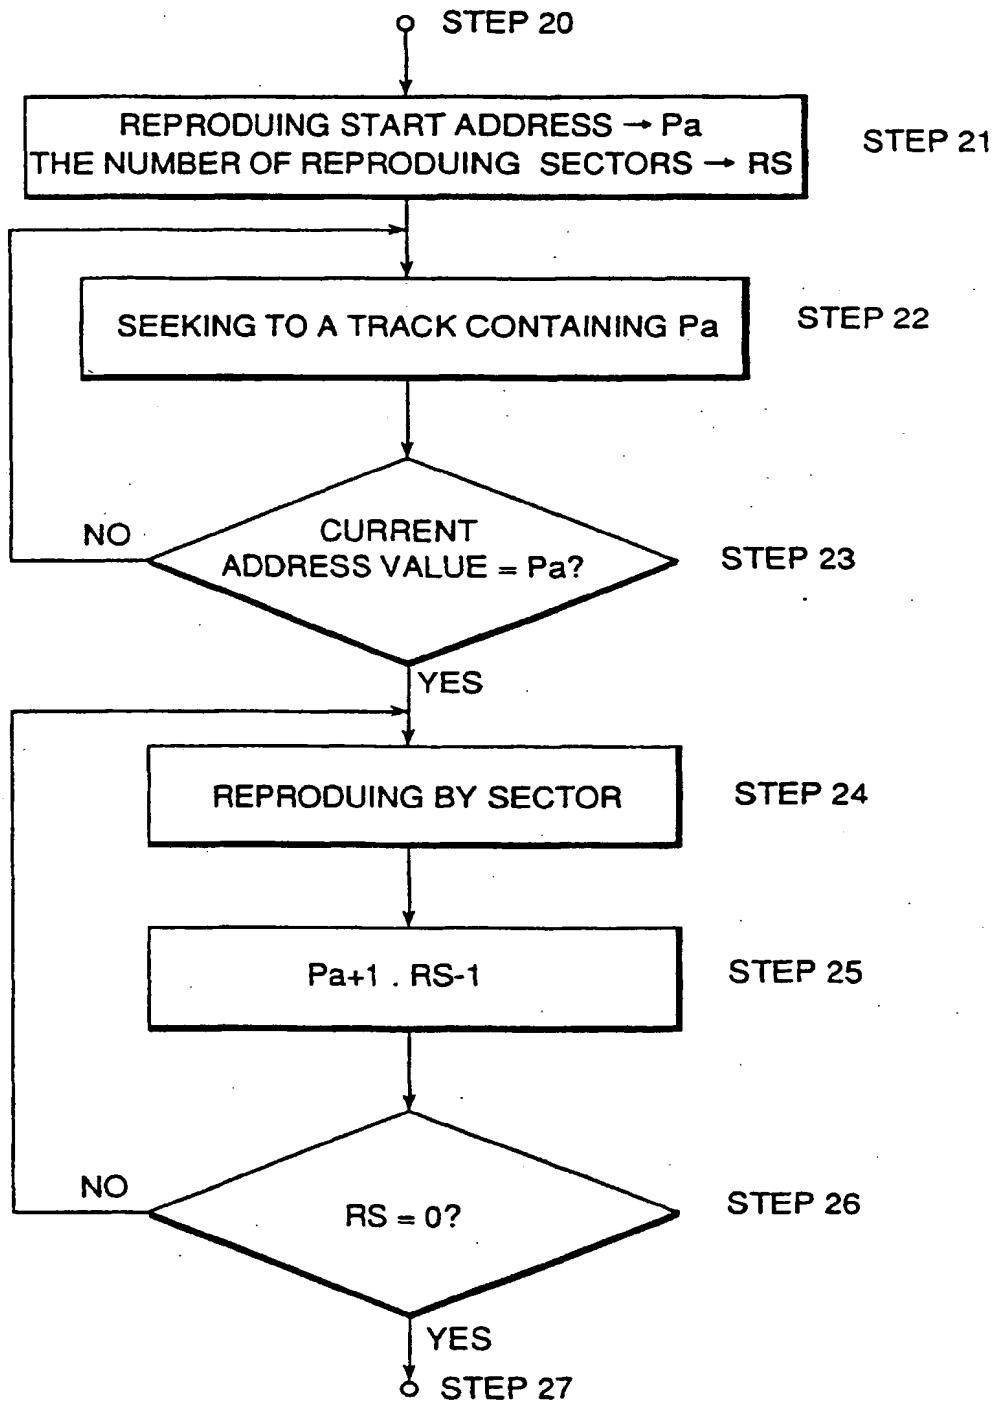 STEP 20
REPRODUING START ADDRESS → Pa
THE NUMBER OF REPRODUING SECTORS → RS
STEP 21
SEEKING TO A TRACK CONTAINING Pa
STEP 22
NO
CURRENT
ADDRESS VALUE = Pa?
STEP 23
YES
REPRODUING BY SECTOR
STEP 24
Pa+1 . RS-1
STEP 25
NO
RS = 0?
STEP 26
YES
STEP 27